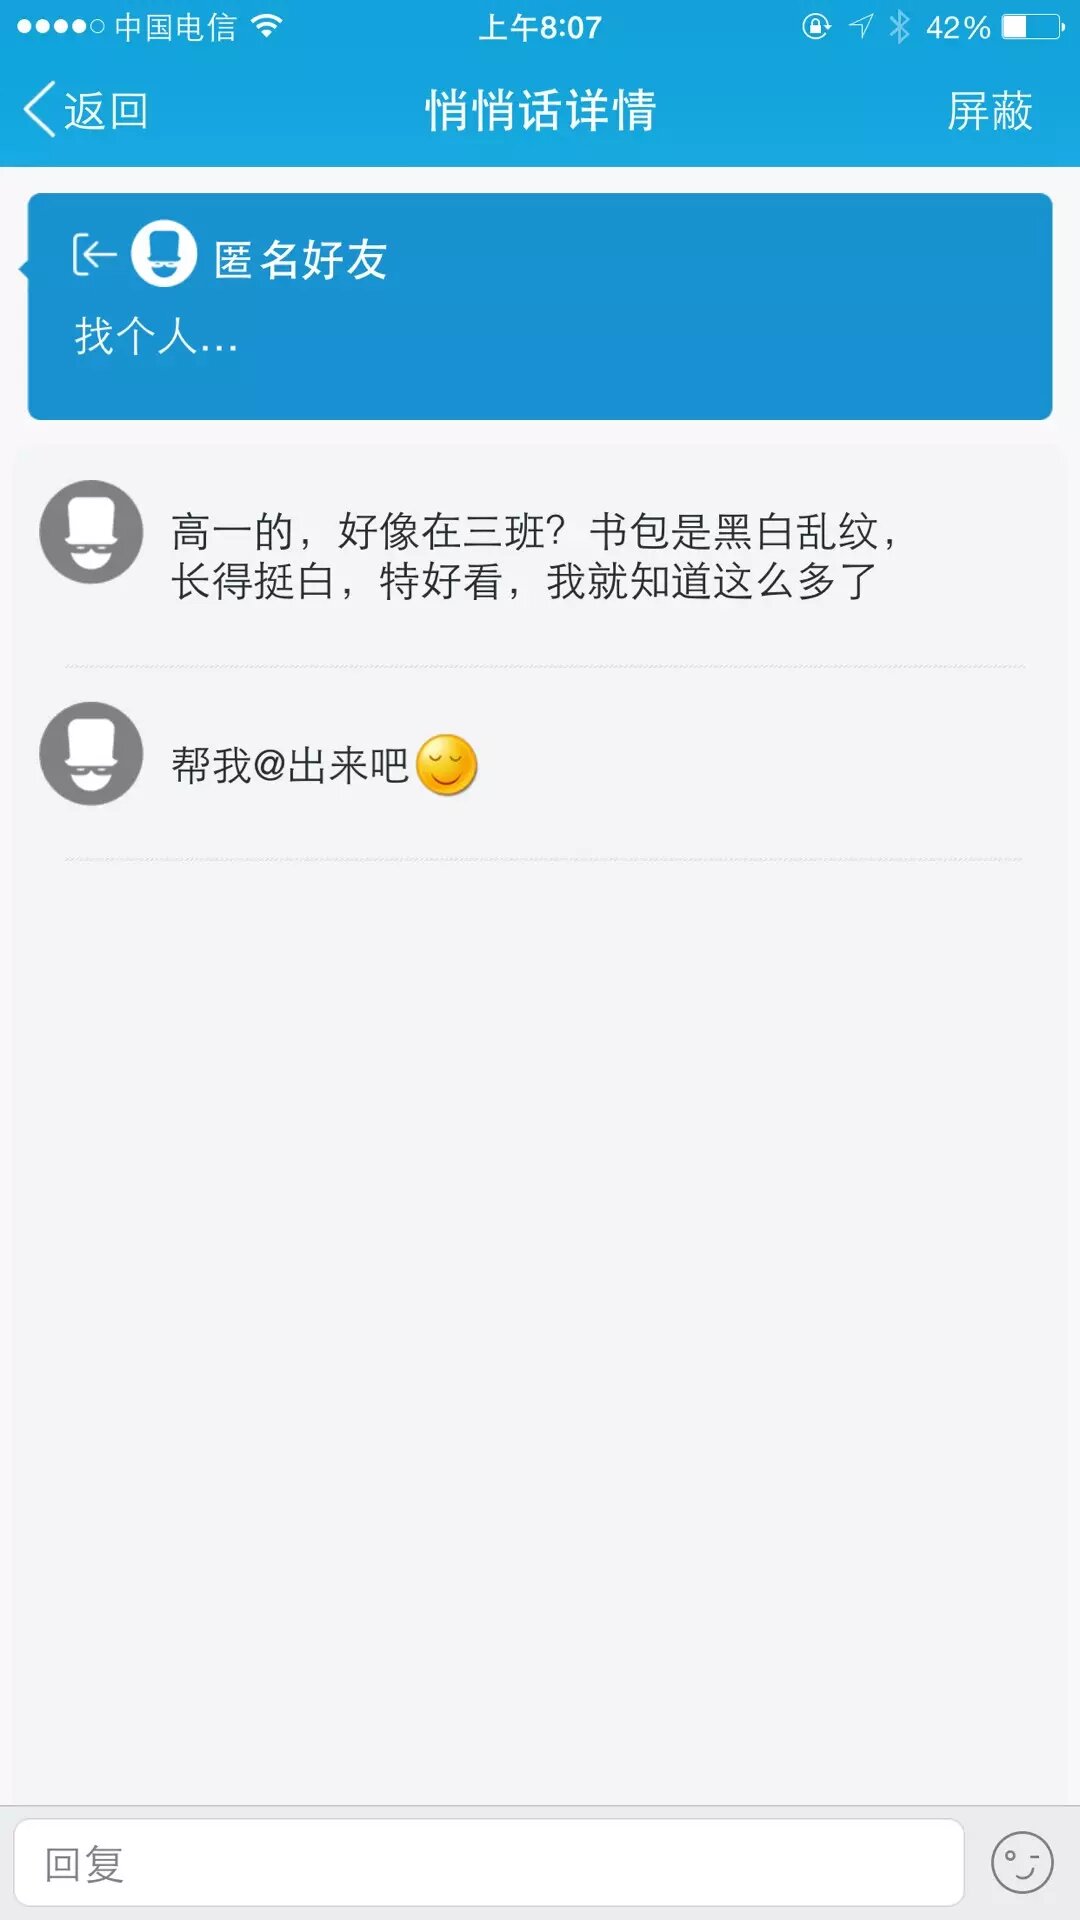 中国电信 上午8:07 42%
返回 悄悄话详情 屏蔽
匿名好友
找个人...
高一的，好像在三班？书包是黑白乱纹，
长得挺白，特好看，我就知道这么多了
帮我@出来吧
回复